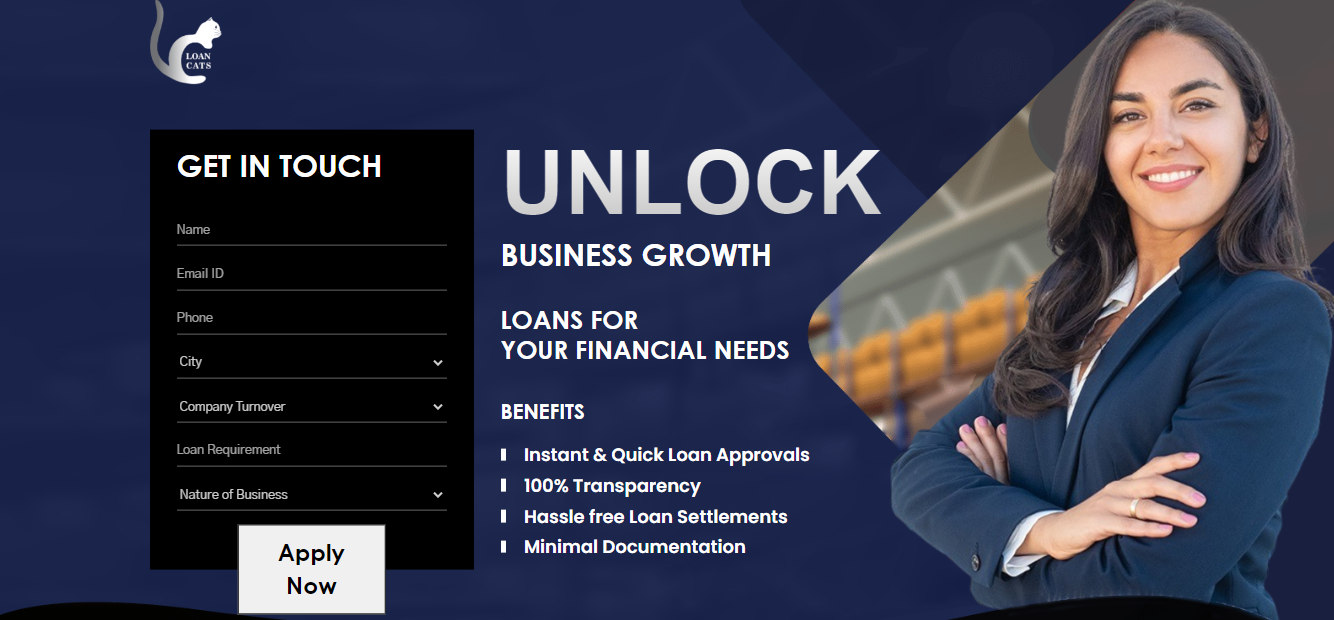 LOAN
CATS
GET IN TOUCH
Name
Email ID
Phone
City
Company Turnover
Loan Requirement
Nature of Business
Apply
Now
UNLOCK
BUSINESS GROWTH
LOANS FOR
YOUR FINANCIAL NEEDS
BENEFITS
Instant & Quick Loan Approvals
100% Transparency
Hassle free Loan Settlements
Minimal Documentation